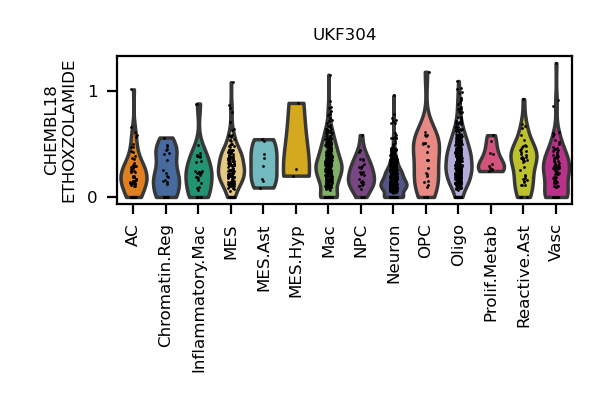 UKF304
CHEMBL18
ETHOXZOLAMIDE
1
0
AC
Chromatin.Reg
Inflammatory.Mac
MES
MES.Ast
MES.Hyp
Mac
NPC
Neuron
OPC
Oligo
Prolif.Metab
Reactive.Ast
Vasc